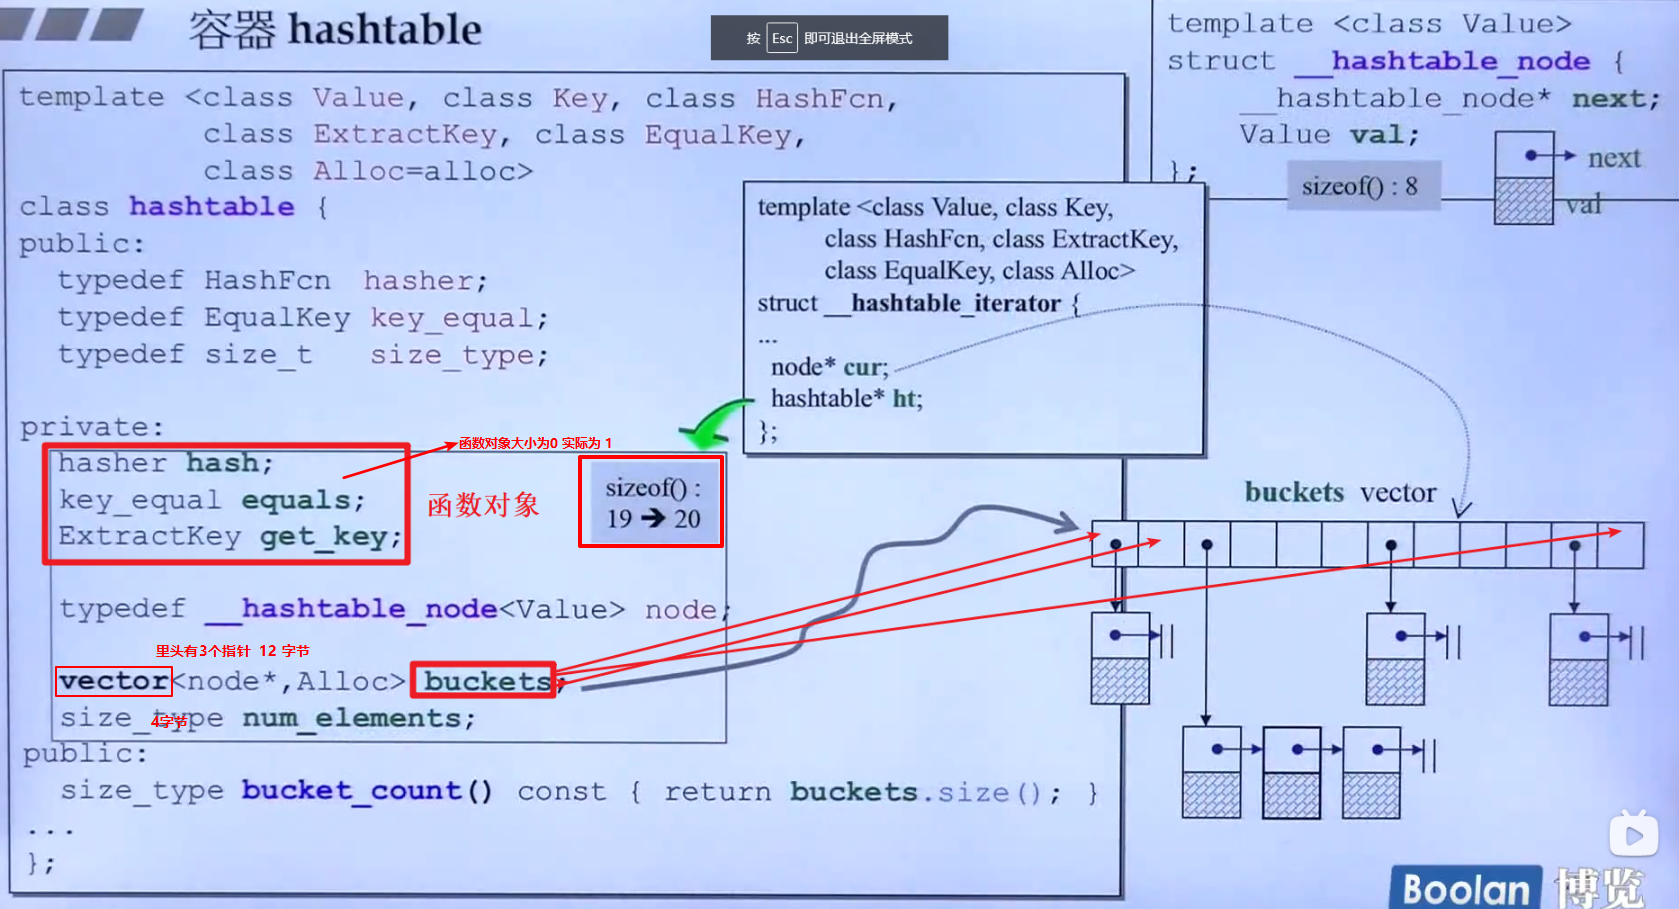 容器 hashtable
按 Esc 即可退出全屏模式
template <class Value, class Key, class HashFcn,
class ExtractKey, class EqualKey,
class Alloc=alloc>
class hashtable {
public:
typedef HashFcn hasher;
typedef EqualKey key_equal;
typedef size_t size_type;
private:
hasher hash;
key_equal equals;
ExtractKey get_key;
函数对象大小为0 实际为 1
函数对象
sizeof() :
19 → 20
typedef __hashtable_node<Value> node;
里头有3个指针 12 字节
vector<node*,Alloc> buckets;
size_type num_elements;
4字节
public:
size_type bucket_count() const { return buckets.size(); }
...
};
template <class Value, class Key,
class HashFcn, class ExtractKey,
class EqualKey, class Alloc>
struct __hashtable_iterator {
...
node* cur;
hashtable* ht;
};
template <class Value>
struct __hashtable_node {
__hashtable_node* next;
Value val;
};
sizeof() : 8
next
val
buckets vector
Boolan 博览